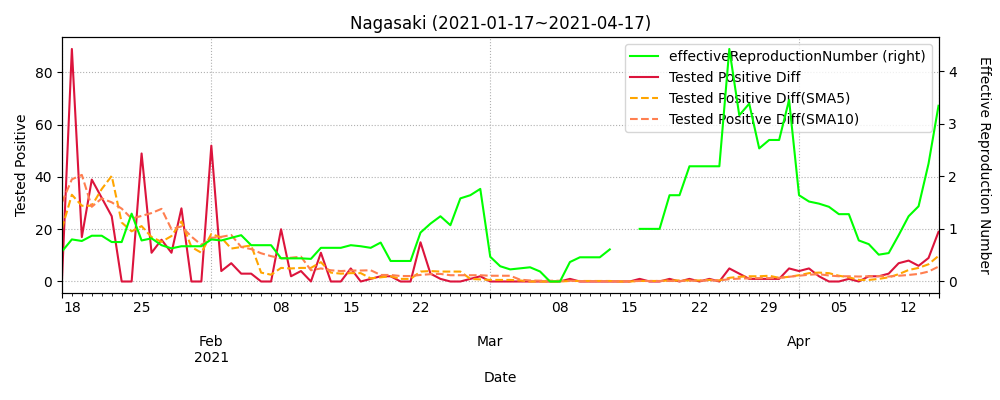 Nagasaki (2021-01-17~2021-04-17)
effectiveReproductionNumber (right)
Tested Positive Diff
Tested Positive Diff(SMA5)
Tested Positive Diff(SMA10)
Tested Positive
80
60
40
20
0
Effective Reproduction Number
4
3
2
1
0
18 25 08 15 22 08 15 22 29 05 12
Feb Mar Apr
2021
Date